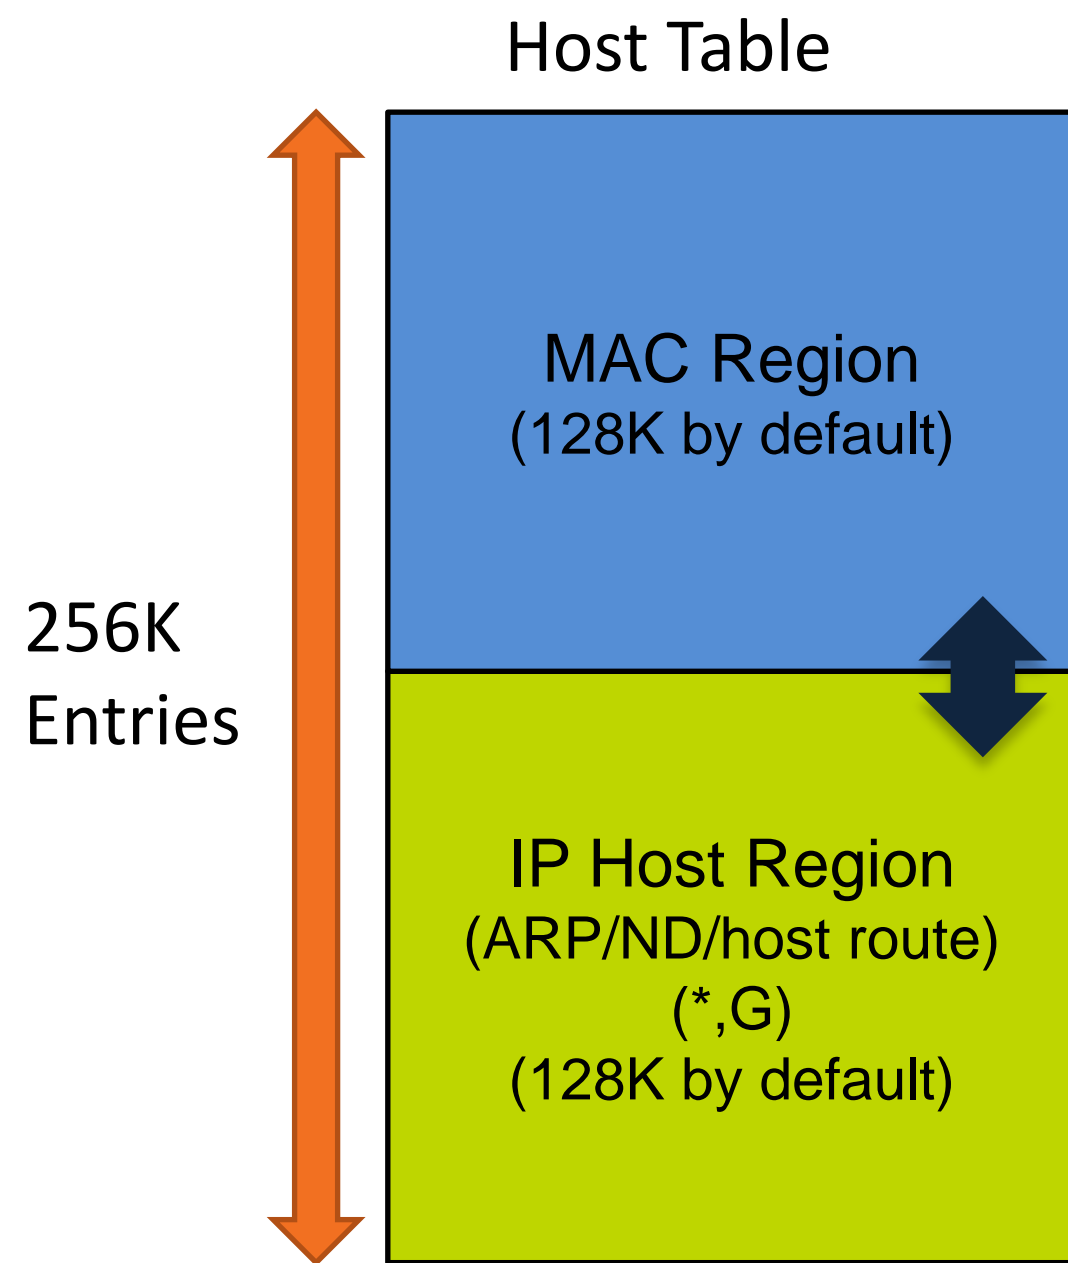 Host Table
MAC Region
(128K by default)
256K
Entries
IP Host Region
(ARP/ND/host route)
(*,G)
(128K by default)